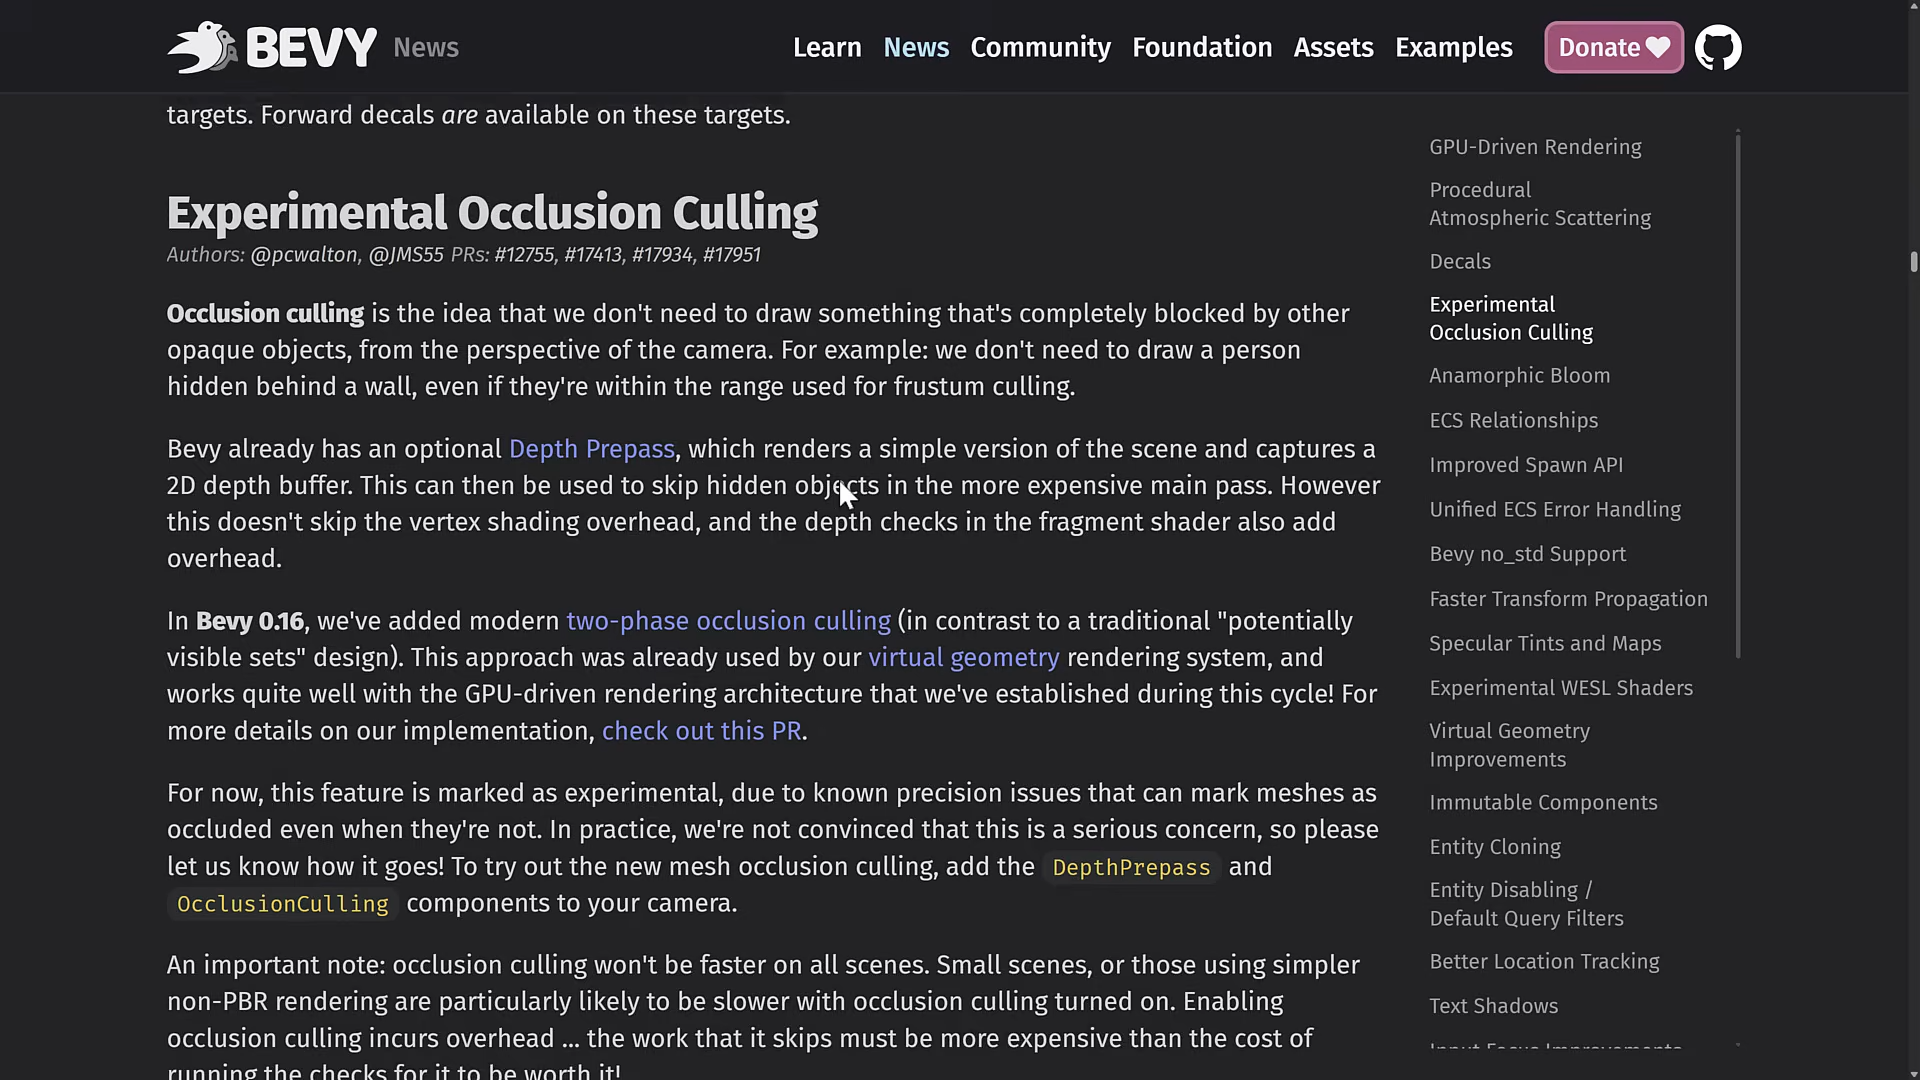 BEVY News
Learn News Community Foundation Assets Examples Donate
targets. Forward decals are available on these targets.
Experimental Occlusion Culling
Authors: @pcwalton, @JMS55 PRs: #12755, #17413, #17934, #17951
Occlusion culling is the idea that we don't need to draw something that's completely blocked by other
opaque objects, from the perspective of the camera. For example: we don't need to draw a person
hidden behind a wall, even if they're within the range used for frustum culling.
Bevy already has an optional Depth Prepass, which renders a simple version of the scene and captures a
2D depth buffer. This can then be used to skip hidden objects in the more expensive main pass. However
this doesn't skip the vertex shading overhead, and the depth checks in the fragment shader also add
overhead.
In Bevy 0.16, we've added modern two-phase occlusion culling (in contrast to a traditional "potentially
visible sets" design). This approach was already used by our virtual geometry rendering system, and
works quite well with the GPU-driven rendering architecture that we've established during this cycle! For
more details on our implementation, check out this PR.
For now, this feature is marked as experimental, due to known precision issues that can mark meshes as
occluded even when they're not. In practice, we're not convinced that this is a serious concern, so please
let us know how it goes! To try out the new mesh occlusion culling, add the DepthPrepass and
OcclusionCulling components to your camera.
An important note: occlusion culling won't be faster on all scenes. Small scenes, or those using simpler
non-PBR rendering are particularly likely to be slower with occlusion culling turned on. Enabling
occlusion culling incurs overhead ... the work that it skips must be more expensive than the cost of
running the checks for it to be worth it!
GPU-Driven Rendering
Procedural
Atmospheric Scattering
Decals
Experimental
Occlusion Culling
Anamorphic Bloom
ECS Relationships
Improved Spawn API
Unified ECS Error Handling
Bevy no_std Support
Faster Transform Propagation
Specular Tints and Maps
Experimental WESL Shaders
Virtual Geometry
Improvements
Immutable Components
Entity Cloning
Entity Disabling /
Default Query Filters
Better Location Tracking
Text Shadows
Input Focus Improvements